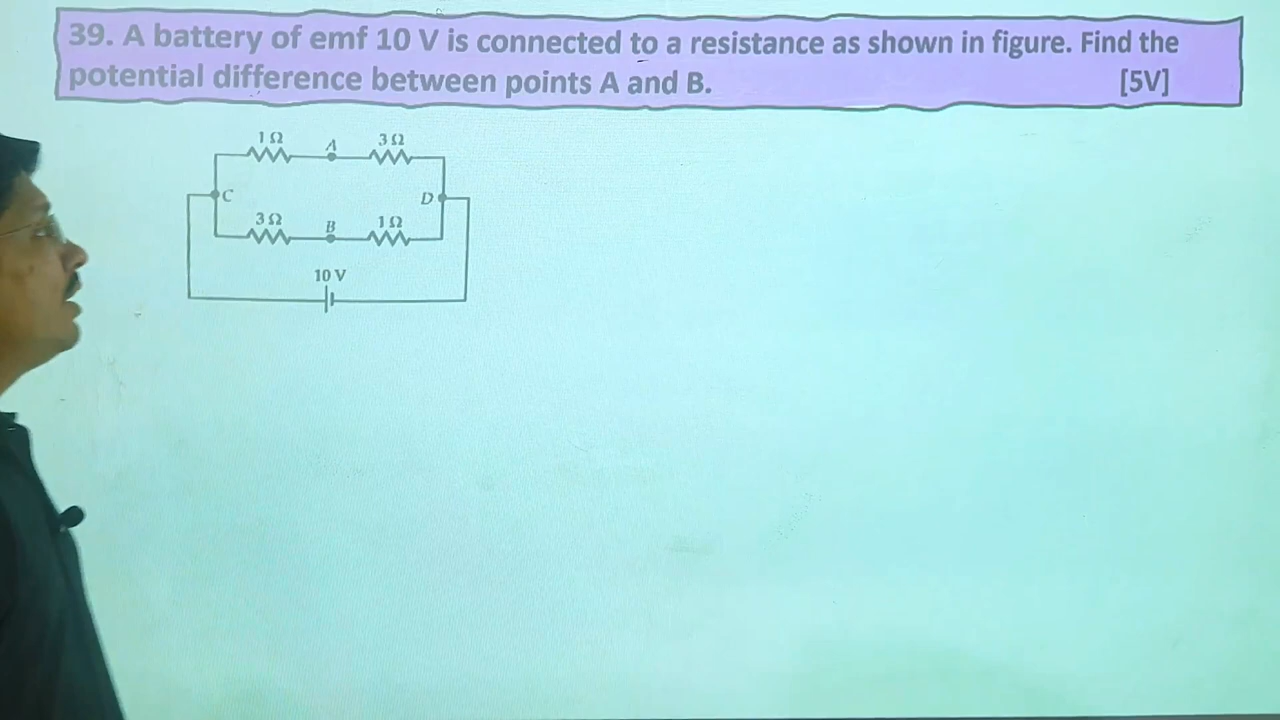 39. A battery of emf 10 V is connected to a resistance as shown in figure. Find the
potential difference between points A and B. [5V]
1 Ω A 3 Ω
C D
3 Ω B 1 Ω
10 V